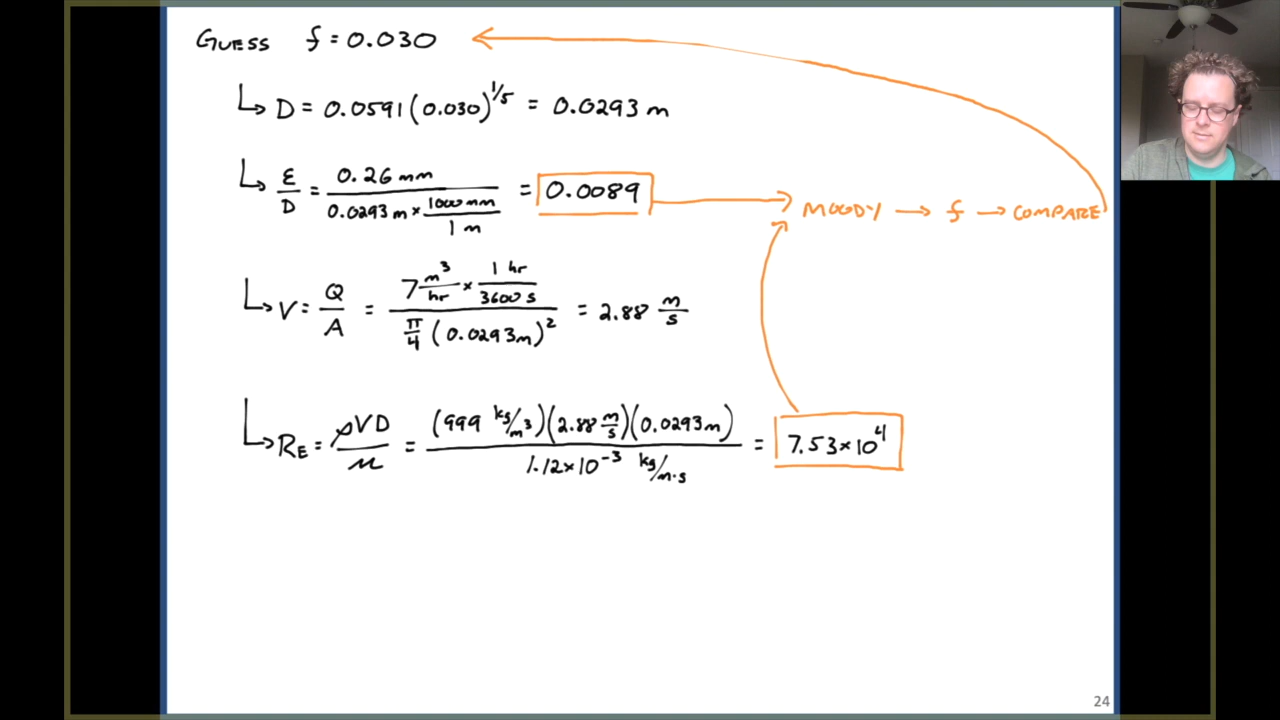 GUESS f = 0.030
↳ D = 0.0591 (0.030)^1/5 = 0.0293 m
↳ ε/D = 0.26 mm / (0.0293 m × 1000 mm / 1 m) = 0.0089
MOODY → f → COMPARE
↳ V = Q/A = (7 m³/hr × 1 hr / 3600 s) / (π/4 (0.0293m)²) = 2.88 m/s
↳ RE = ρVD/μ = (999 kg/m³)(2.88 m/s)(0.0293m) / (1.12×10⁻³ kg/m·s) = 7.53×10⁴
24